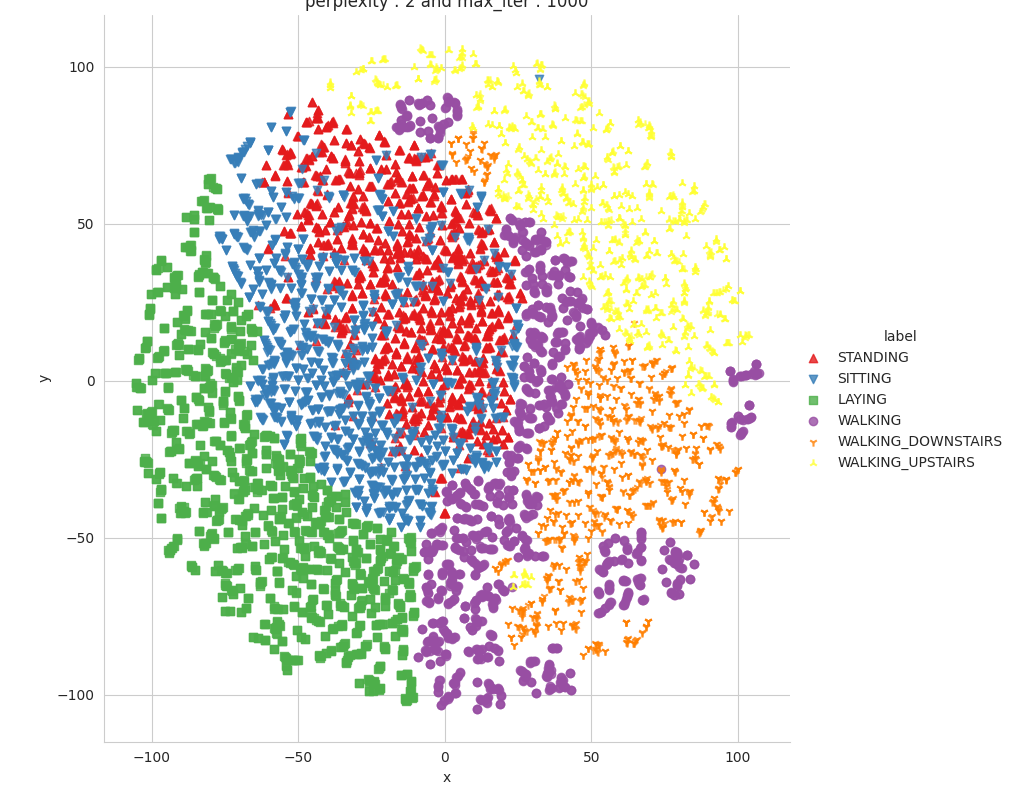 perplexity : 2 and max_iter : 1000
100
50
0
−50
−100
y
−100
−50
0
50
100
x
label
STANDING
SITTING
LAYING
WALKING
WALKING_DOWNSTAIRS
WALKING_UPSTAIRS